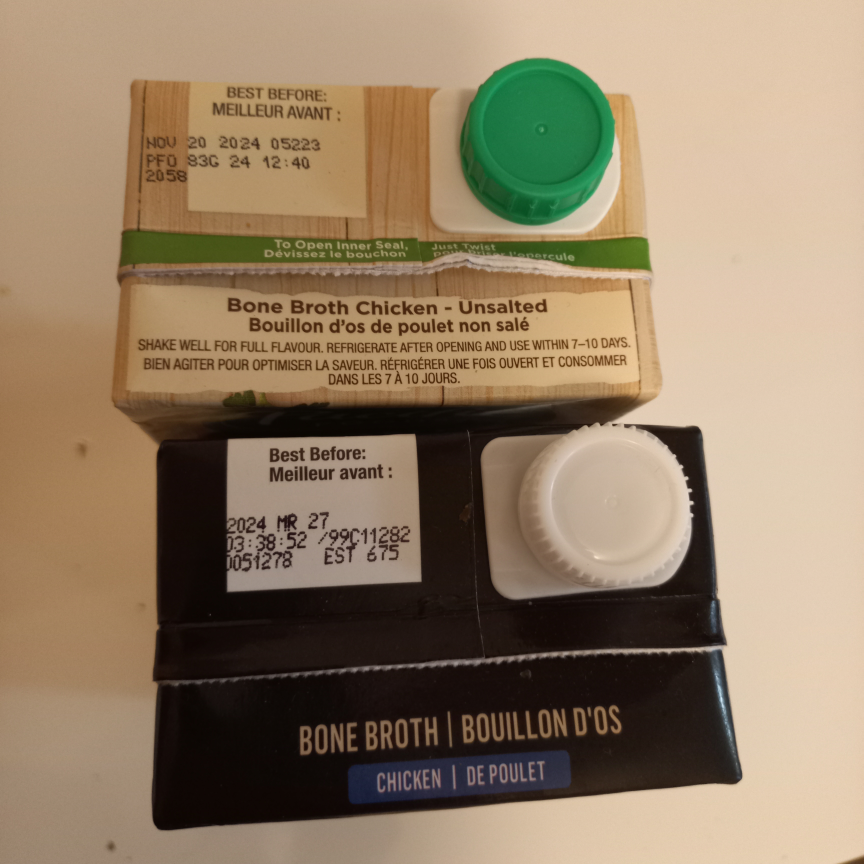 BEST BEFORE:
MEILLEUR AVANT :
NOV 20 2024 05223
PFO 83G 24 12:40
2058
To Open Inner Seal, Just Twist
Dévissez le bouchon pour briser l'opercule
Bone Broth Chicken - Unsalted
Bouillon d'os de poulet non salé
SHAKE WELL FOR FULL FLAVOUR. REFRIGERATE AFTER OPENING AND USE WITHIN 7–10 DAYS.
BIEN AGITER POUR OPTIMISER LA SAVEUR. RÉFRIGÉRER UNE FOIS OUVERT ET CONSOMMER
DANS LES 7 À 10 JOURS.
Best Before:
Meilleur avant :
2024 MR 27
03:38:52 /99C11282
0051278 EST 675
BONE BROTH | BOUILLON D'OS
CHICKEN | DE POULET